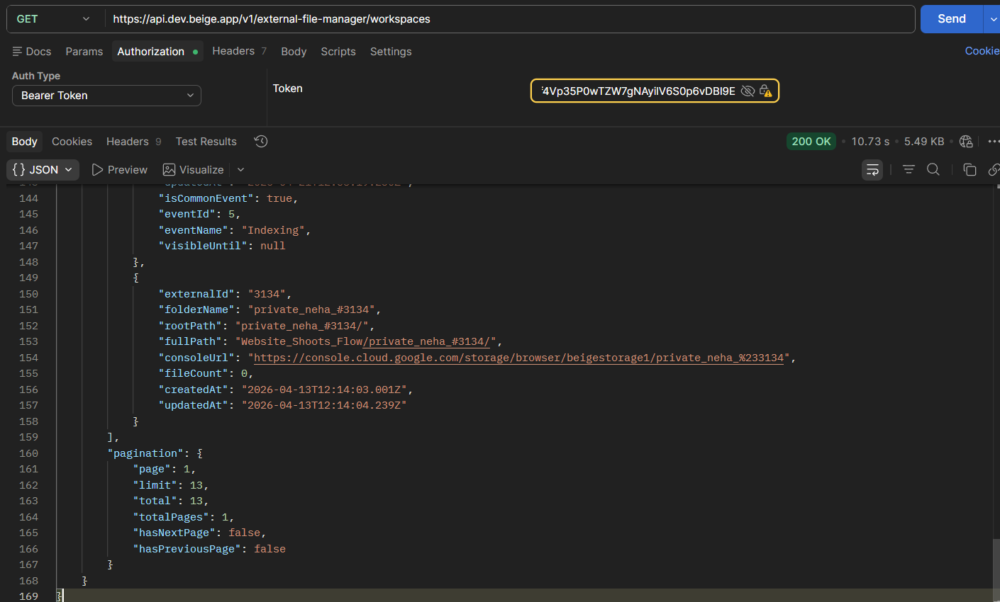 GET https://api.dev.beige.app/v1/external-file-manager/workspaces Send
Docs Params Authorization Headers 7 Body Scripts Settings Cookie
Auth Type
Bearer Token
Token
4Vp35P0wTZW7gNAyilV6S0p6vDBI9E
Body Cookies Headers 9 Test Results 200 OK • 10.73 s • 5.49 KB •
{} JSON Preview Visualize
144 "isCommonEvent": true,
145 "eventId": 5,
146 "eventName": "Indexing",
147 "visibleUntil": null
148 },
149 {
150 "externalId": "3134",
151 "folderName": "private_neha_#3134",
152 "rootPath": "private_neha_#3134/",
153 "fullPath": "Website_Shoots_Flow/private_neha_#3134/",
154 "consoleUrl": "https://console.cloud.google.com/storage/browser/beigestorage1/private_neha_%233134",
155 "fileCount": 0,
156 "createdAt": "2026-04-13T12:14:03.001Z",
157 "updatedAt": "2026-04-13T12:14:04.239Z"
158 }
159 ],
160 "pagination": {
161 "page": 1,
162 "limit": 13,
163 "total": 13,
164 "totalPages": 1,
165 "hasNextPage": false,
166 "hasPreviousPage": false
167 }
168 }
169 }